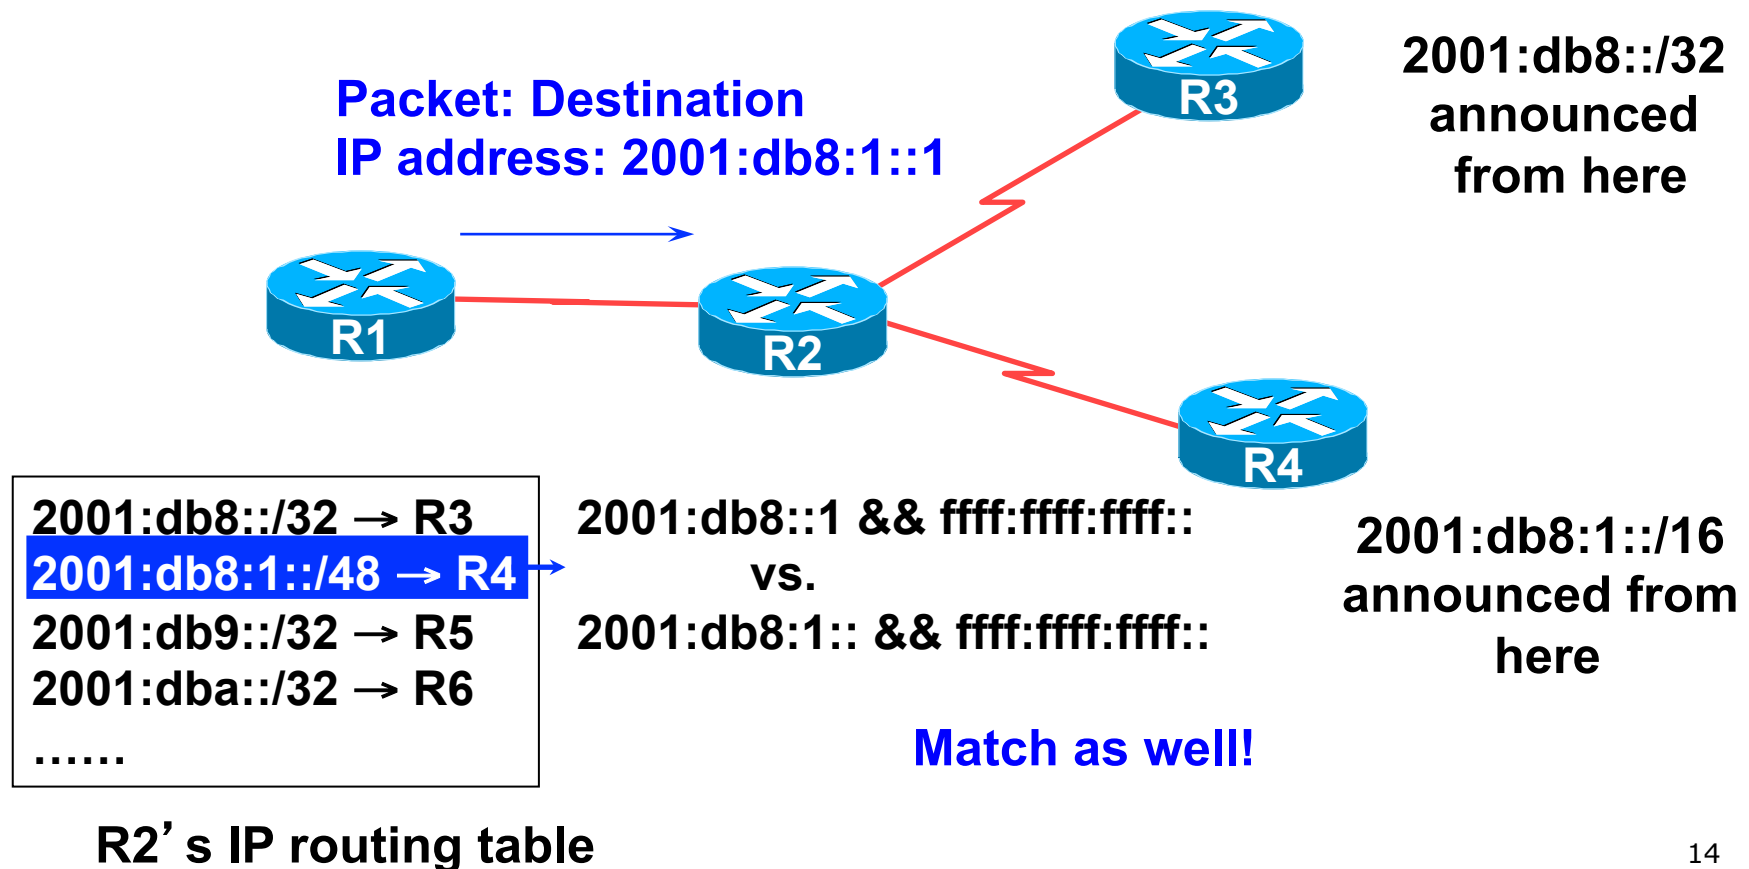 Packet: Destination
IP address: 2001:db8:1::1
R3
2001:db8::/32
announced
from here
R1
R2
R4
2001:db8::/32 → R3
2001:db8:1::/48 → R4
2001:db9::/32 → R5
2001:dba::/32 → R6
......
2001:db8::1 && ffff:ffff:ffff::
vs.
2001:db8:1:: && ffff:ffff:ffff::
2001:db8:1::/16
announced from
here
Match as well!
R2’s IP routing table
14